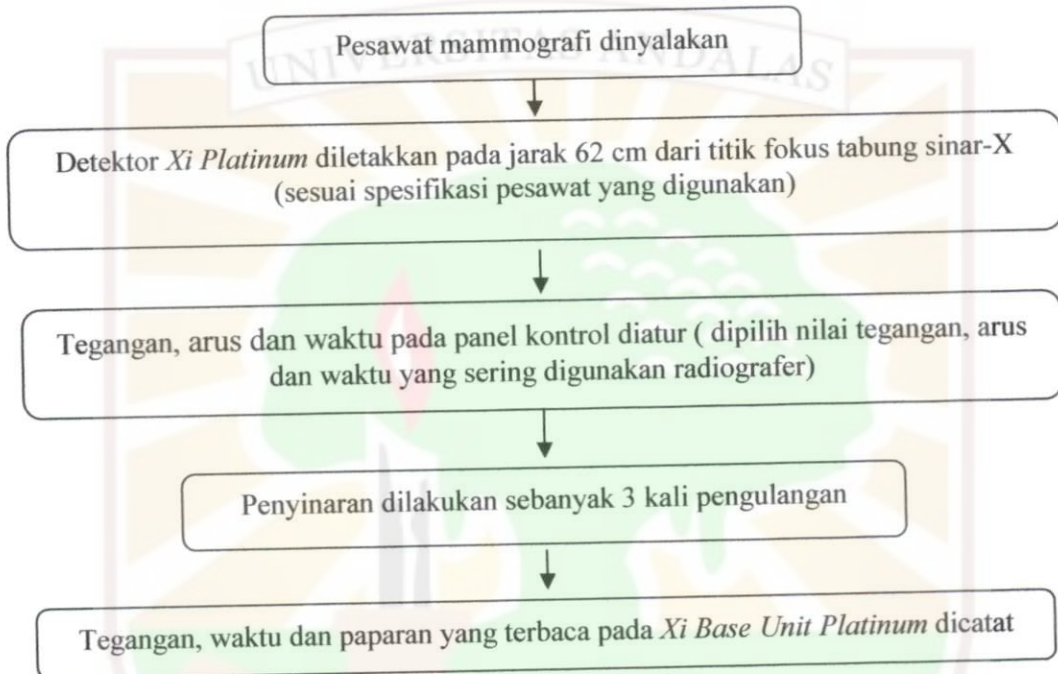 UNIVERSITAS ANDALAS
Pesawat mammografi dinyalakan
Detektor Xi Platinum diletakkan pada jarak 62 cm dari titik fokus tabung sinar-X
(sesuai spesifikasi pesawat yang digunakan)
Tegangan, arus dan waktu pada panel kontrol diatur ( dipilih nilai tegangan, arus
dan waktu yang sering digunakan radiografer)
Penyinaran dilakukan sebanyak 3 kali pengulangan
Tegangan, waktu dan paparan yang terbaca pada Xi Base Unit Platinum dicatat